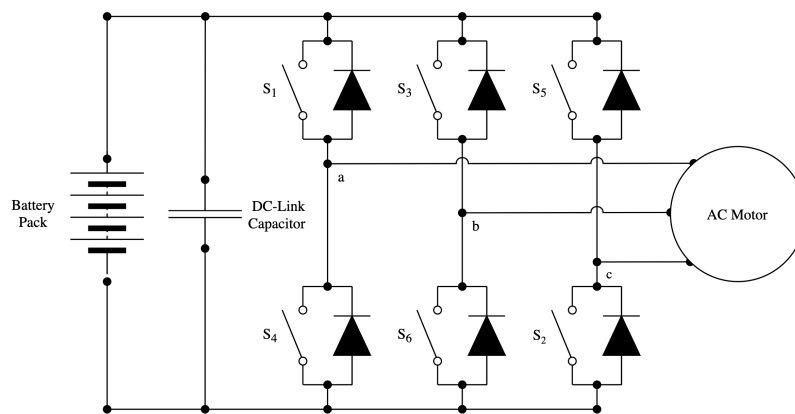 S₁
S₃
S₅
a
b
c
Battery
Pack
DC-Link
Capacitor
AC Motor
S₄
S₆
S₂